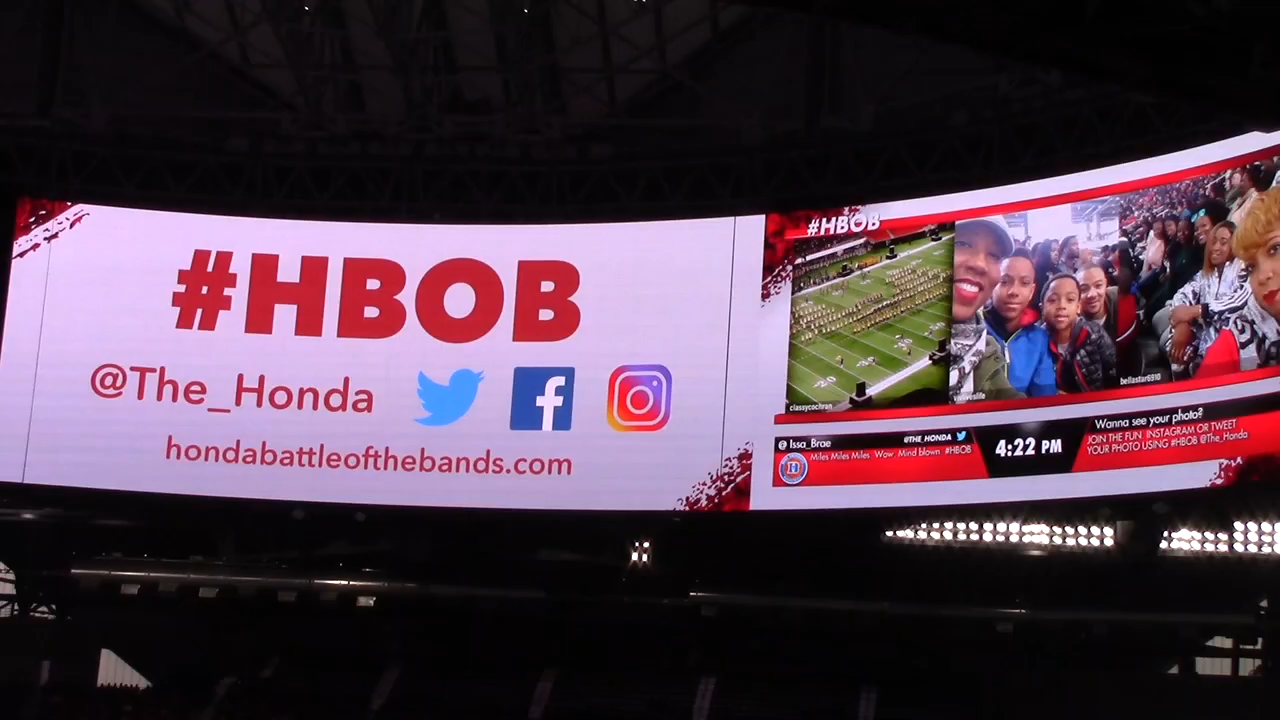 #HBOB
@The_Honda
hondabattleofthebands.com
#HBOB
classycochran
vivilveslife
bellastar6910
@ Issa_Brae
@THE_HONDA
Miles Miles Miles Wow Mind blown #HBOB
4:22 PM
Wanna see your photo?
JOIN THE FUN. INSTAGRAM OR TWEET
YOUR PHOTO USING #HBOB @The_Honda